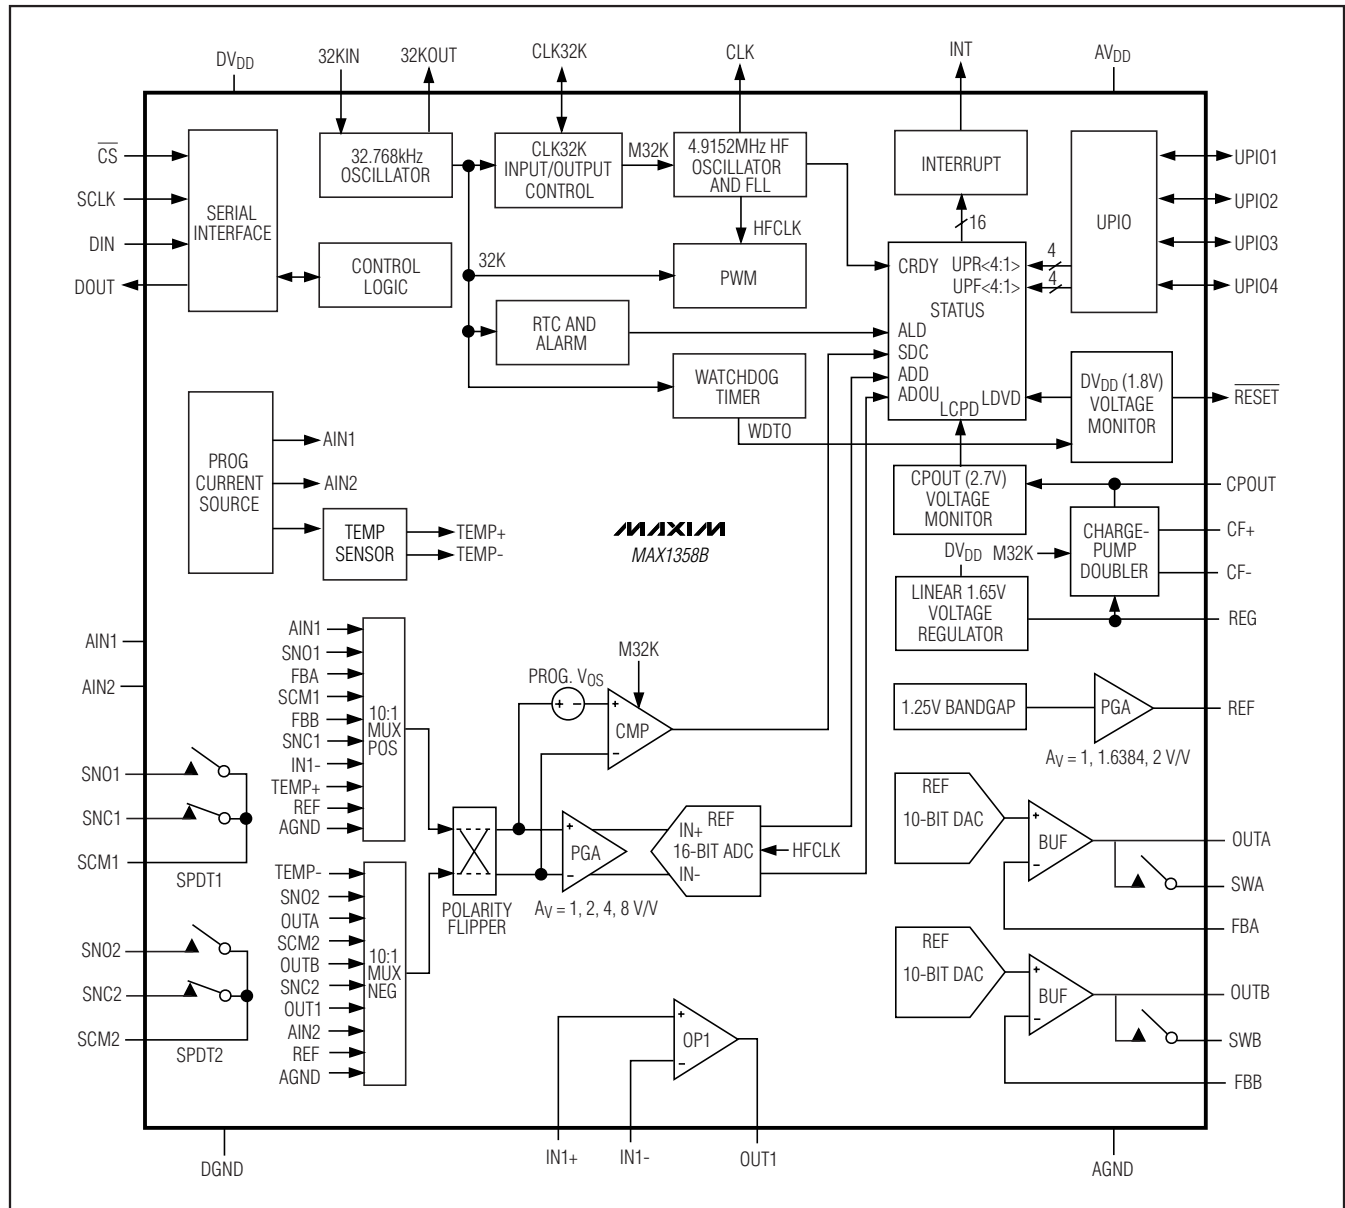 DVDD
32KIN
32KOUT
CLK32K
CLK
INT
AVDD
CS
SCLK
DIN
DOUT
SERIAL
INTERFACE
32.768kHz
OSCILLATOR
CLK32K
INPUT/OUTPUT
CONTROL
M32K
4.9152MHz HF
OSCILLATOR
AND FLL
HFCLK
INTERRUPT
16
UPIO
UPIO1
UPIO2
UPIO3
UPIO4
CONTROL
LOGIC
32K
PWM
CRDY
UPR<4:1>
4
UPF<4:1>
4
STATUS
ALD
SDC
ADD
ADOU
LDVD
LCPD
RTC AND
ALARM
WATCHDOG
TIMER
WDTO
DVDD (1.8V)
VOLTAGE
MONITOR
RESET
PROG
CURRENT
SOURCE
AIN1
AIN2
TEMP
SENSOR
TEMP+
TEMP-
MAXIM
MAX1358B
CPOUT (2.7V)
VOLTAGE
MONITOR
CPOUT
CHARGE-
PUMP
DOUBLER
CF+
CF-
DVDD
M32K
LINEAR 1.65V
VOLTAGE
REGULATOR
REG
AIN1
AIN2
AIN1
SNO1
FBA
SCM1
FBB
SNC1
IN1-
TEMP+
REF
AGND
10:1
MUX
POS
M32K
PROG. VOS
+ -
+
CMP
-
1.25V BANDGAP
PGA
REF
AV = 1, 1.6384, 2 V/V
SNO1
SNC1
SCM1
SPDT1
POLARITY
FLIPPER
+
PGA
-
AV = 1, 2, 4, 8 V/V
REF
IN+
16-BIT ADC
IN-
HFCLK
REF
10-BIT DAC
+
BUF
-
OUTA
SWA
FBA
TEMP-
SNO2
OUTA
SCM2
OUTB
SNC2
OUT1
AIN2
REF
AGND
10:1
MUX
NEG
SNO2
SNC2
SCM2
SPDT2
REF
10-BIT DAC
+
BUF
-
OUTB
SWB
FBB
+
OP1
-
DGND
IN1+
IN1-
OUT1
AGND